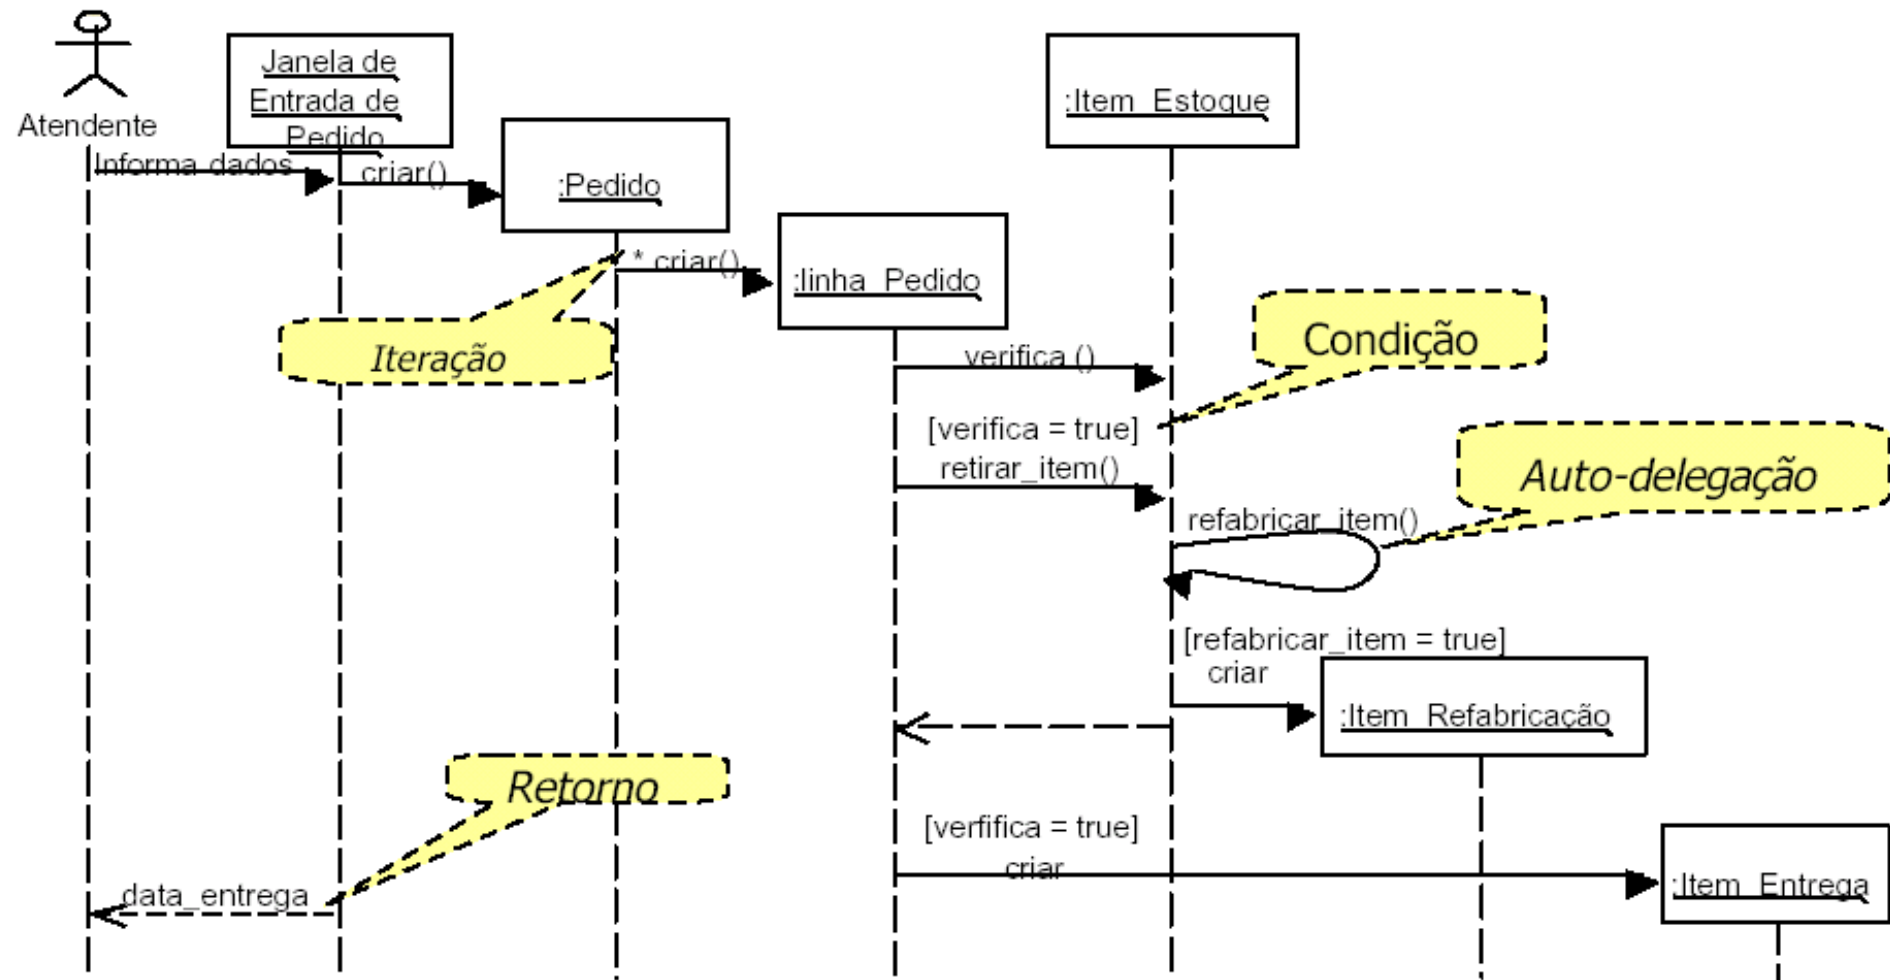 Atendente
Janela de
Entrada de
Pedido
:Item_Estoque
Informa dados
criar()
:Pedido
* criar()
:linha_Pedido
Iteração
verifica ()
Condição
[verifica = true]
retirar_item()
Auto-delegação
refabricar_item()
[refabricar_item = true]
criar
:Item_Refabricação
Retorno
[verfifica = true]
criar
:Item_Entrega
data_entrega